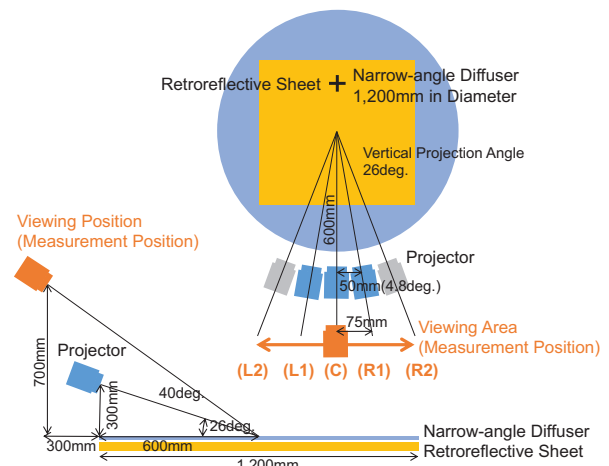 Retroreflective Sheet
Narrow-angle Diffuser
1,200mm in Diameter
Vertical Projection Angle
26deg.
600mm
Projector
50mm(4.8deg.)
75mm
Viewing Area
(Measurement Position)
(L2)
(L1)
(C)
(R1)
(R2)
Viewing Position
(Measurement Position)
Projector
700mm
300mm
40deg.
26deg.
300mm
600mm
1,200mm
Narrow-angle Diffuser
Retroreflective Sheet